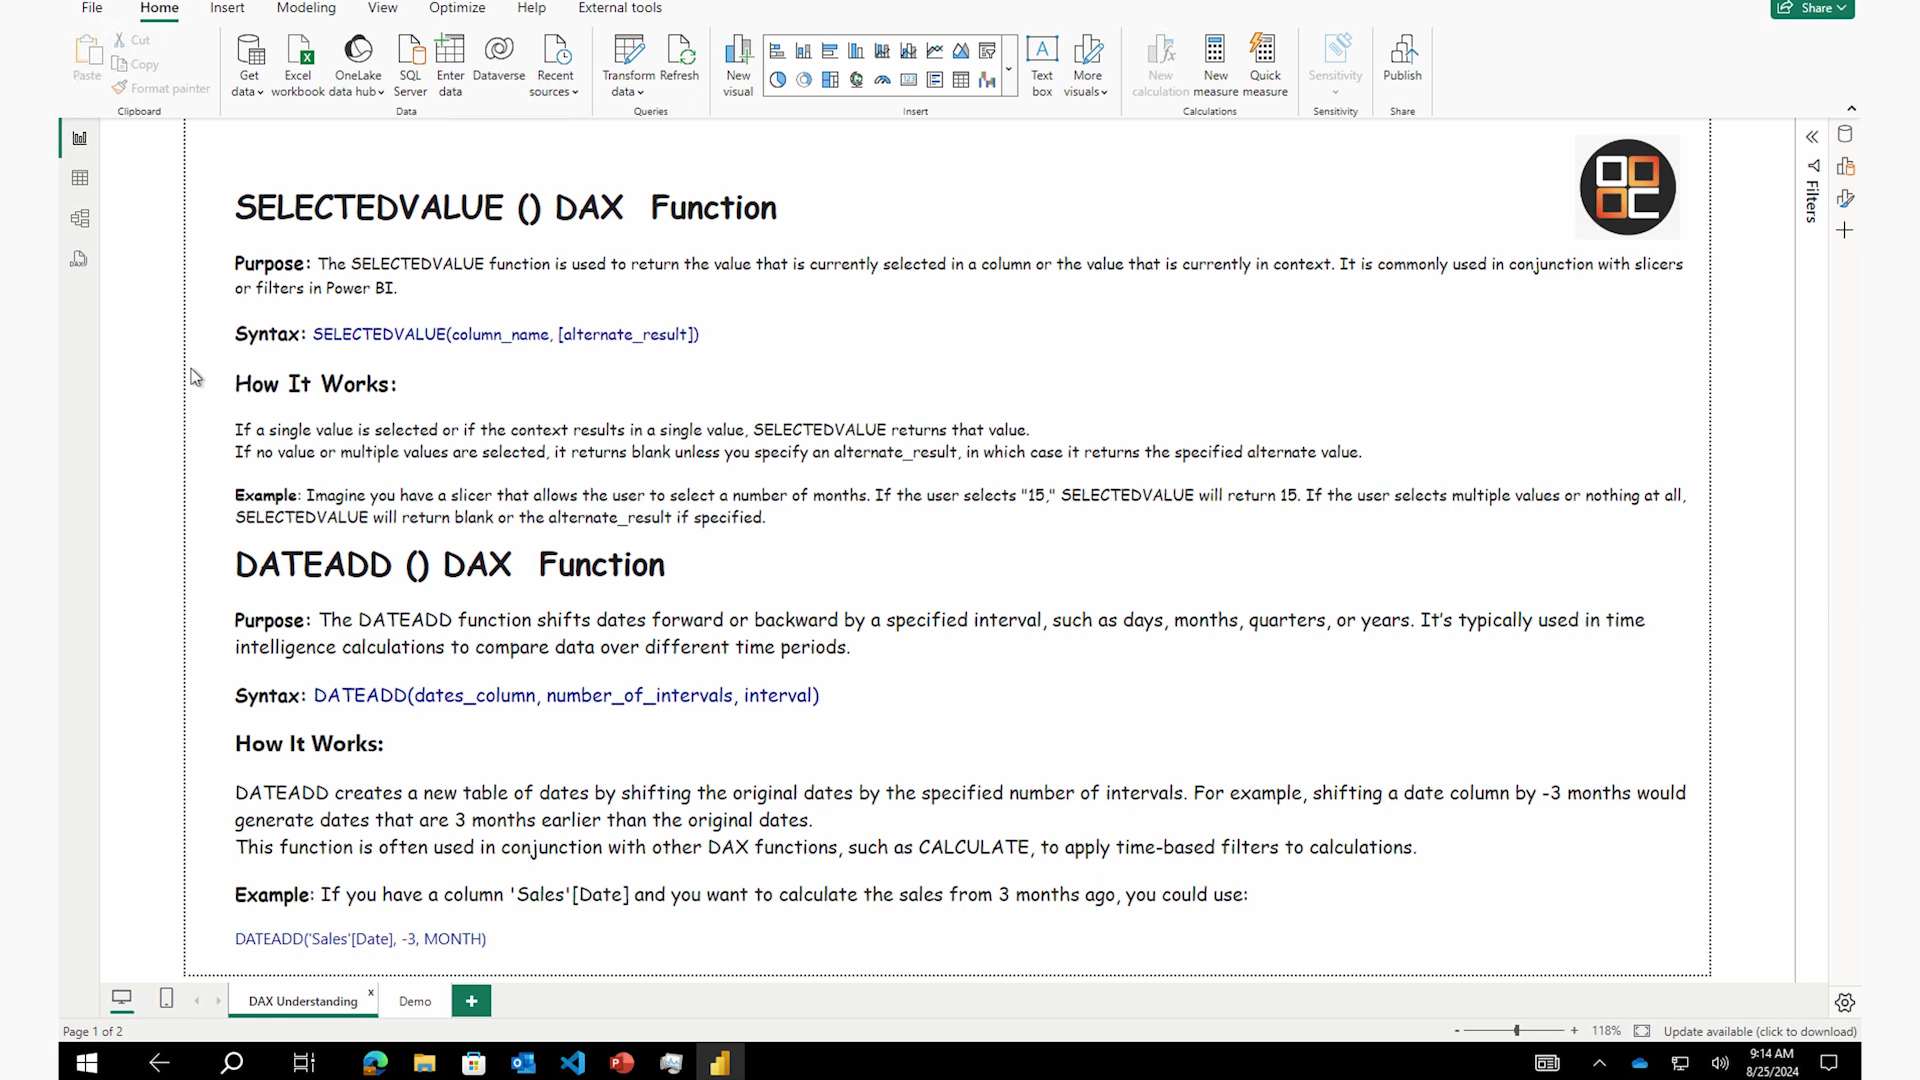 File Home Insert Modeling View Optimize Help External tools Share
Paste
Cut
Copy
Format painter
Clipboard
Get data
Excel workbook
OneLake data hub
SQL Server
Enter data
Dataverse
Recent sources
Data
Transform data
Refresh
Queries
New visual
Text box
More visuals
Insert
New calculation
New measure
Quick measure
Calculations
Sensitivity
Sensitivity
Publish
Share
Filters
SELECTEDVALUE () DAX Function
Purpose: The SELECTEDVALUE function is used to return the value that is currently selected in a column or the value that is currently in context. It is commonly used in conjunction with slicers
or filters in Power BI.
Syntax: SELECTEDVALUE(column_name, [alternate_result])
How It Works:
If a single value is selected or if the context results in a single value, SELECTEDVALUE returns that value.
If no value or multiple values are selected, it returns blank unless you specify an alternate_result, in which case it returns the specified alternate value.
Example: Imagine you have a slicer that allows the user to select a number of months. If the user selects "15," SELECTEDVALUE will return 15. If the user selects multiple values or nothing at all,
SELECTEDVALUE will return blank or the alternate_result if specified.
DATEADD () DAX Function
Purpose: The DATEADD function shifts dates forward or backward by a specified interval, such as days, months, quarters, or years. It's typically used in time
intelligence calculations to compare data over different time periods.
Syntax: DATEADD(dates_column, number_of_intervals, interval)
How It Works:
DATEADD creates a new table of dates by shifting the original dates by the specified number of intervals. For example, shifting a date column by -3 months would
generate dates that are 3 months earlier than the original dates.
This function is often used in conjunction with other DAX functions, such as CALCULATE, to apply time-based filters to calculations.
Example: If you have a column 'Sales'[Date] and you want to calculate the sales from 3 months ago, you could use:
DATEADD('Sales'[Date], -3, MONTH)
DAX Understanding x Demo +
Page 1 of 2
- + 118% Update available (click to download)
9:14 AM
8/25/2024